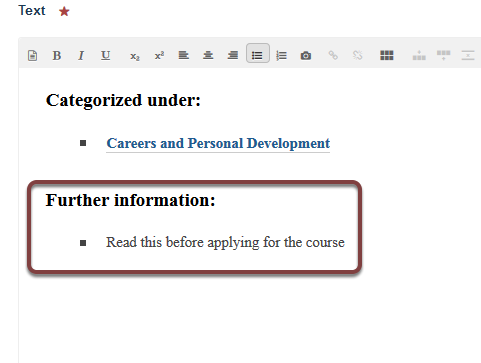 Text ★
B I U x₂ x²
Categorized under:
▪ Careers and Personal Development
Further information:
▪ Read this before applying for the course